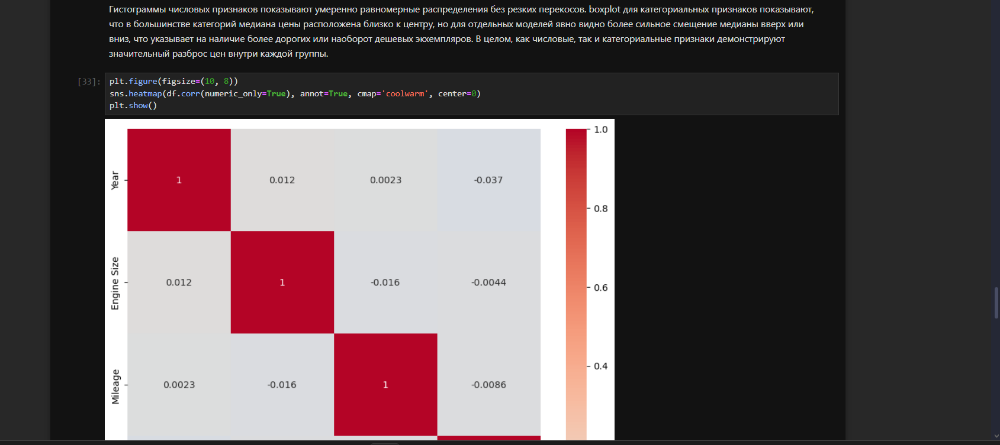 Гистограммы числовых признаков показывают умеренно равномерные распределения без резких перекосов. boxplot для категориальных признаков показывают,
что в большинстве категорий медиана цены расположена близко к центру, но для отдельных моделей явно видно более сильное смещение медианы вверх или
вниз, что указывает на наличие более дорогих или наоборот дешевых экхемпляров. В целом, как числовые, так и категориальные признаки демонстрируют
значительный разброс цен внутри каждой группы.
[33]:
plt.figure(figsize=(10, 8))
sns.heatmap(df.corr(numeric_only=True), annot=True, cmap='coolwarm', center=0)
plt.show()
Year
1
0.012
0.0023
-0.037
Engine Size
0.012
1
-0.016
-0.0044
Mileage
0.0023
-0.016
1
-0.0086
1.0
0.8
0.6
0.4